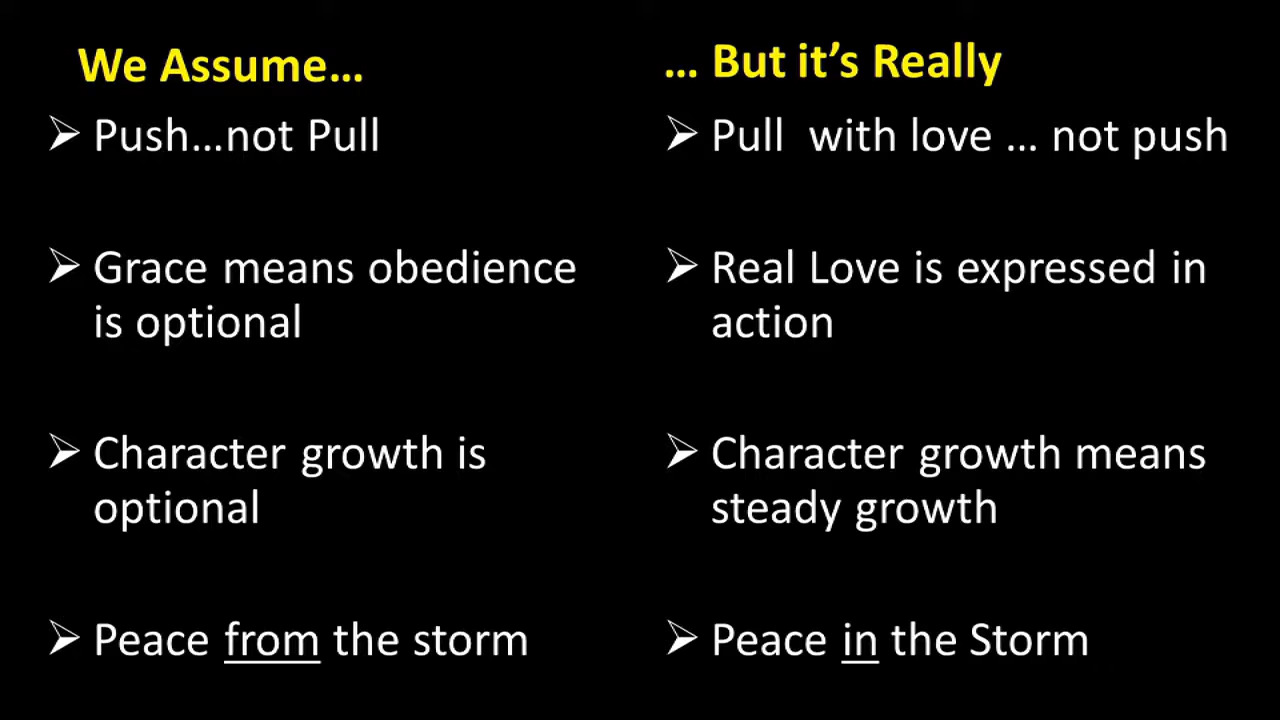 We Assume…
➢ Push…not Pull
➢ Grace means obedience
is optional
➢ Character growth is
optional
➢ Peace from the storm
… But it’s Really
➢ Pull  with love … not push
➢ Real Love is expressed in
action
➢ Character growth means
steady growth
➢ Peace in the Storm